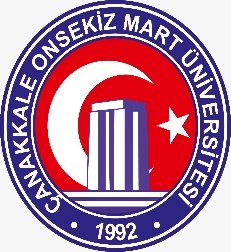 ÇANAKKALE ONSEKİZ MART ÜNİVERSİTESİ
• 1992 •